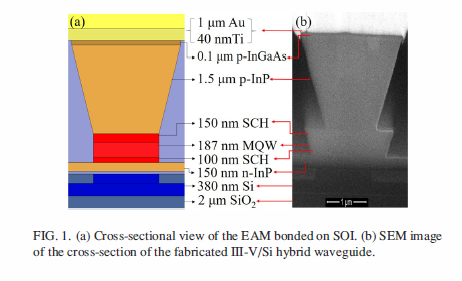 (a)
1 μm Au
40 nmTi
0.1 μm p-InGaAs
1.5 μm p-InP
150 nm SCH
187 nm MQW
100 nm SCH
150 nm n-InP
380 nm Si
2 μm SiO₂
(b)
1 μm
FIG. 1. (a) Cross-sectional view of the EAM bonded on SOI. (b) SEM image
of the cross-section of the fabricated III-V/Si hybrid waveguide.